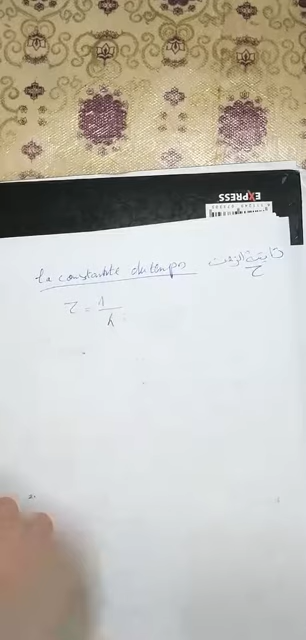 EXPRESS
la constante du temps ثابتة الزمن
τ
τ = 1
λ